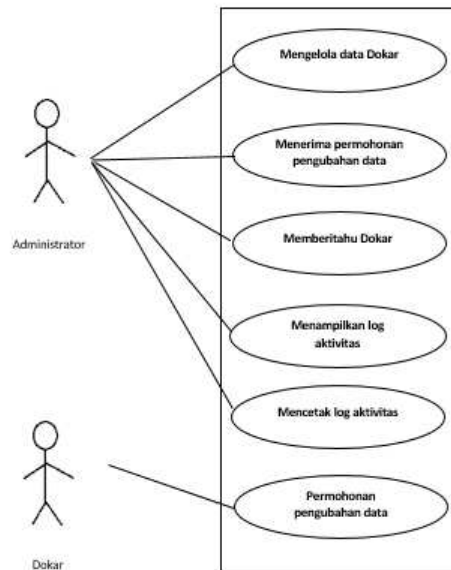 Mengelola data Dokar
Menerima permohonan
pengubahan data
Administrator
Memberitahu Dokar
Menampilkan log
aktivitas
Mencetak log aktivitas
Permohonan
pengubahan data
Dokar